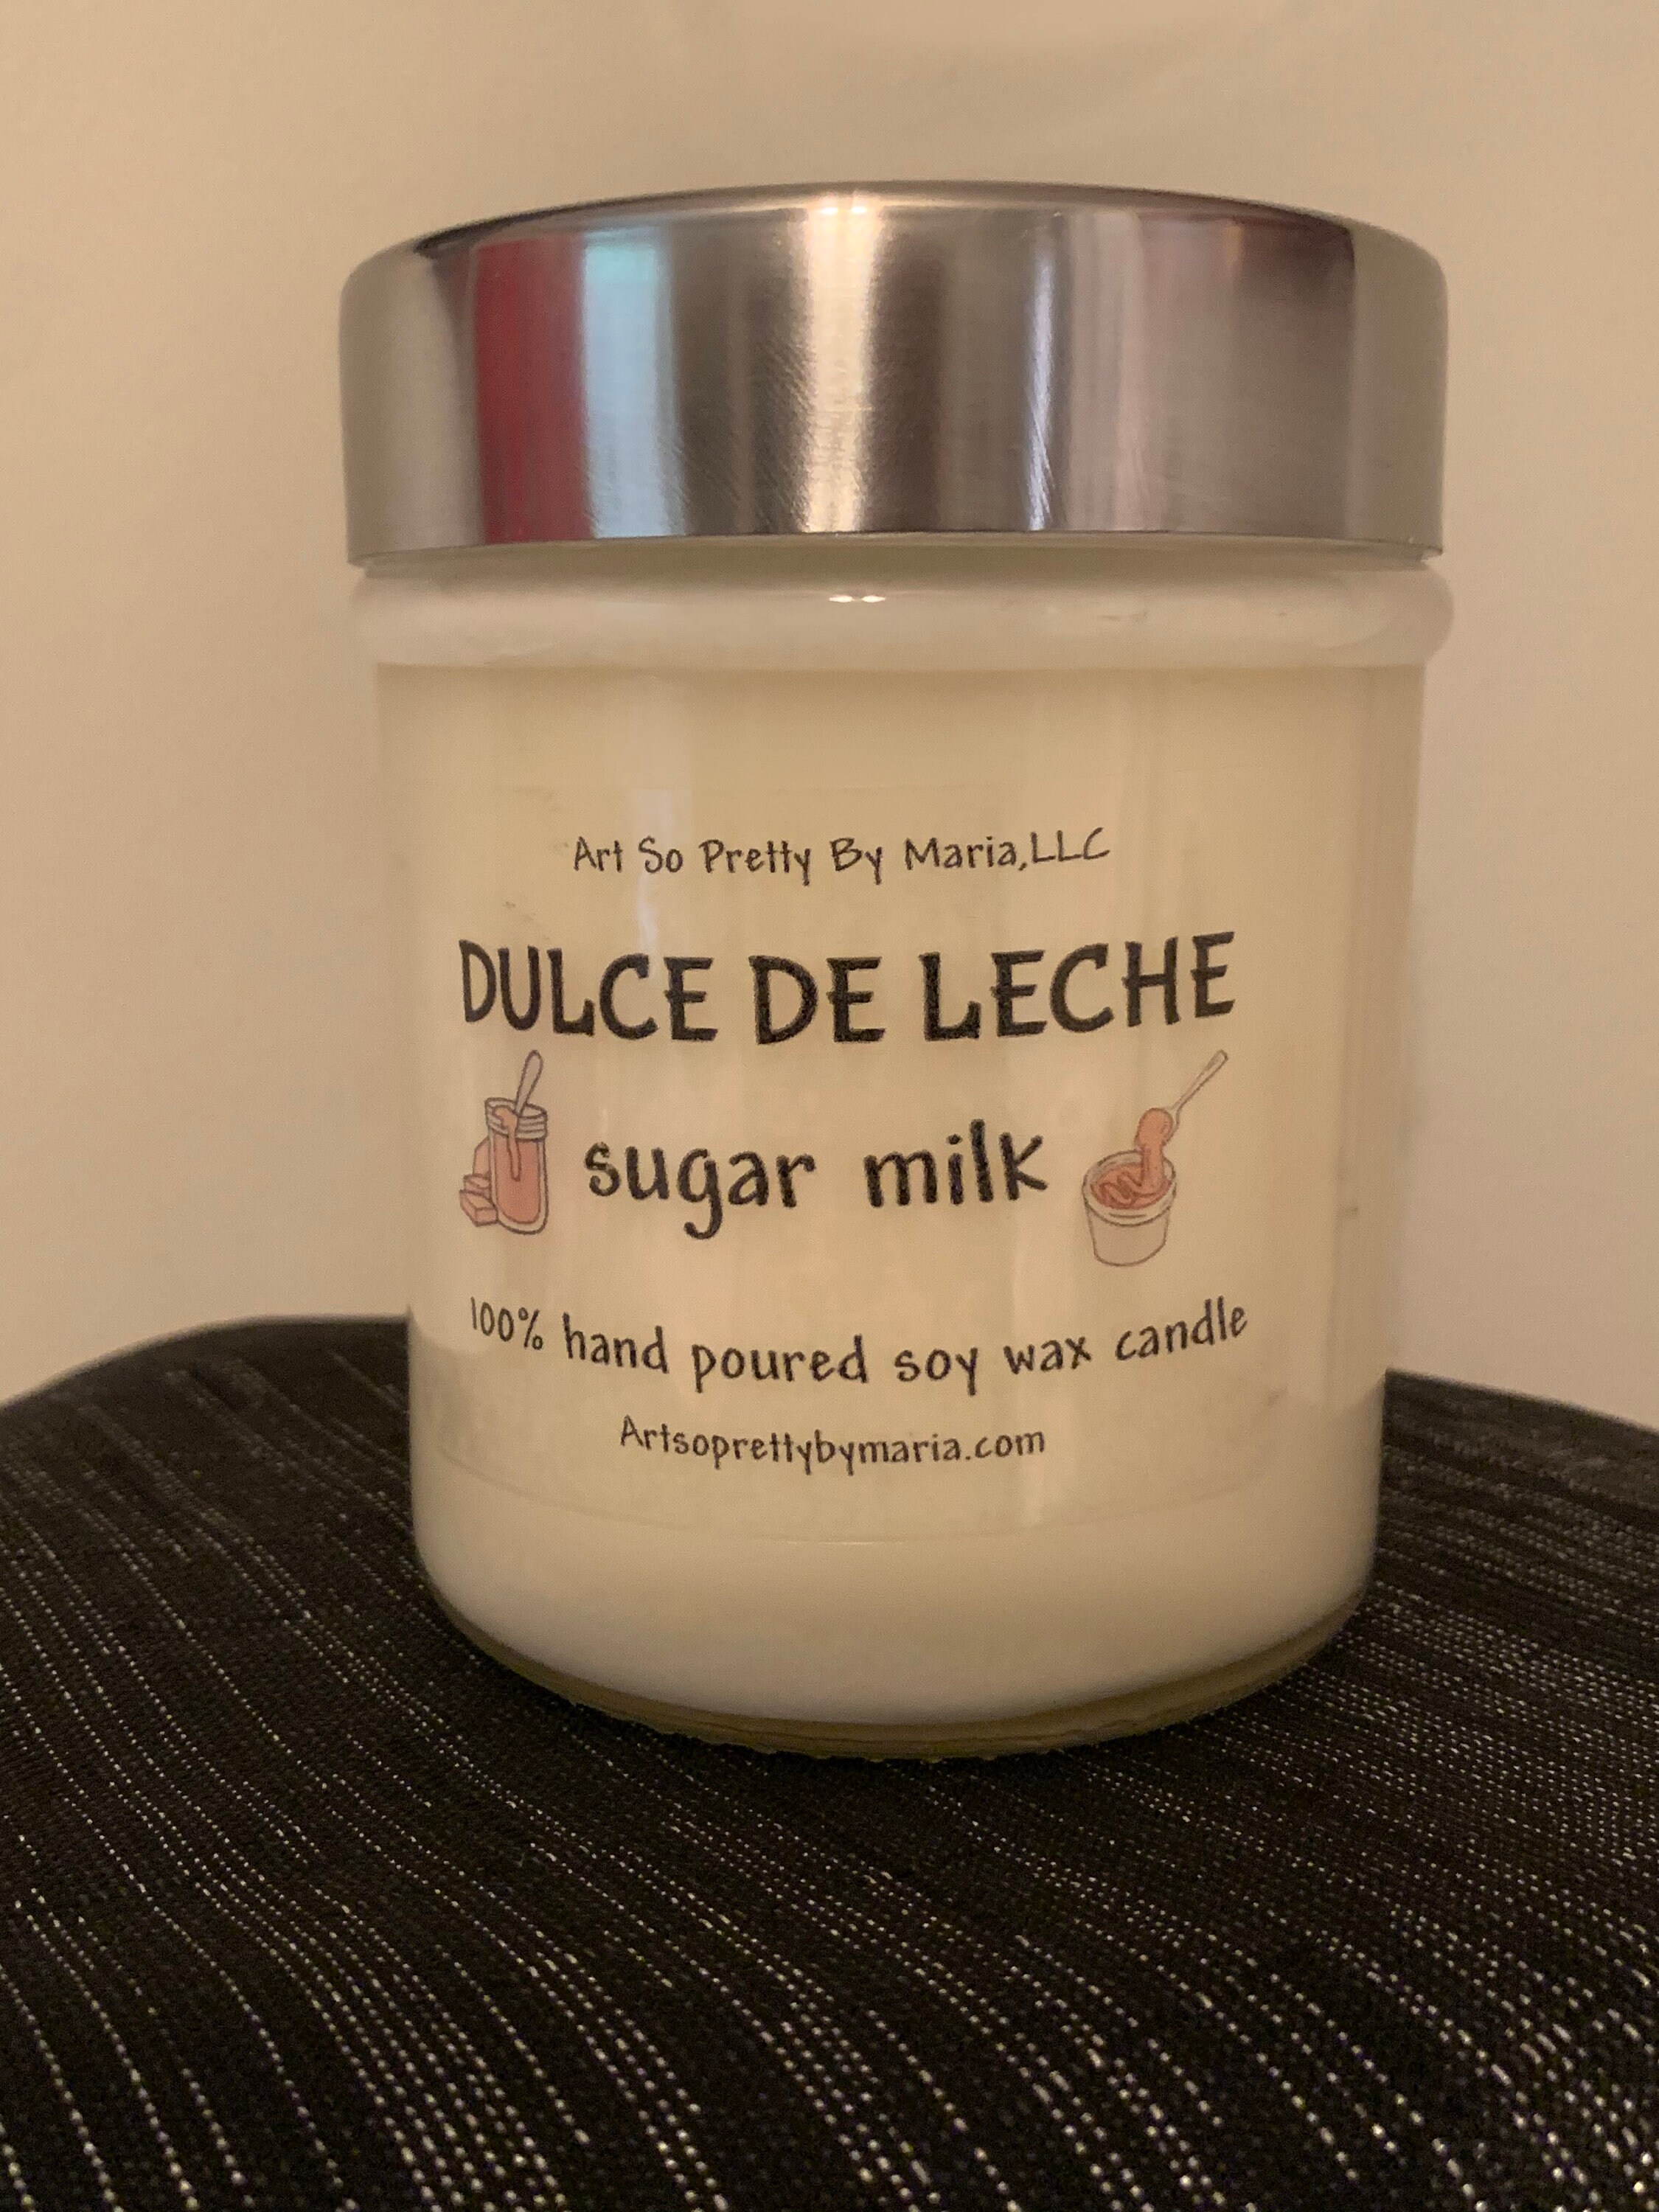 Art So Pretty By Maria,LLC
DULCE DE LECHE
sugar milk
100% hand poured soy wax candle
Artsoprettybymaria.com